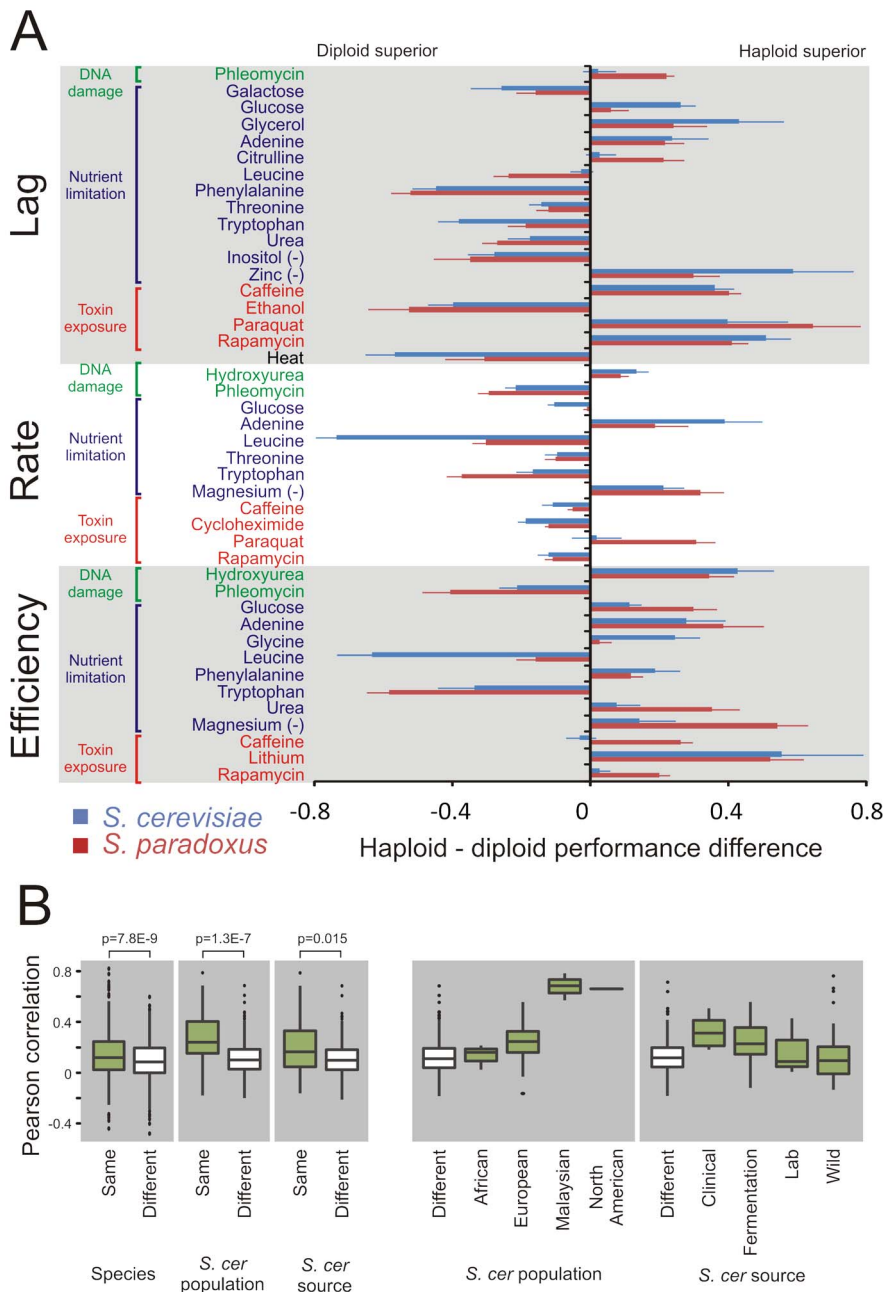 A
Diploid superior
Haploid superior
Lag
DNA
damage
Phleomycin
Nutrient
limitation
Galactose
Glucose
Glycerol
Adenine
Citrulline
Leucine
Phenylalanine
Threonine
Tryptophan
Urea
Inositol (-)
Zinc (-)
Toxin
exposure
Caffeine
Ethanol
Paraquat
Rapamycin
Heat
Rate
DNA
damage
Hydroxyurea
Phleomycin
Nutrient
limitation
Glucose
Adenine
Leucine
Threonine
Tryptophan
Magnesium (-)
Toxin
exposure
Caffeine
Cycloheximide
Paraquat
Rapamycin
Efficiency
DNA
damage
Hydroxyurea
Phleomycin
Nutrient
limitation
Glucose
Adenine
Glycine
Leucine
Phenylalanine
Tryptophan
Urea
Magnesium (-)
Toxin
exposure
Caffeine
Lithium
Rapamycin
-0.8 -0.4 0 0.4 0.8
S. cerevisiae
S. paradoxus
Haploid - diploid performance difference
B
p=7.8E-9 p=1.3E-7 p=0.015
Pearson correlation
0.8
0.4
0
-0.4
Same
Different
Same
Different
Same
Different
Different
African
European
Malaysian
North
American
Different
Clinical
Fermentation
Lab
Wild
Species
S. cer
population
S. cer
source
S. cer population
S. cer source